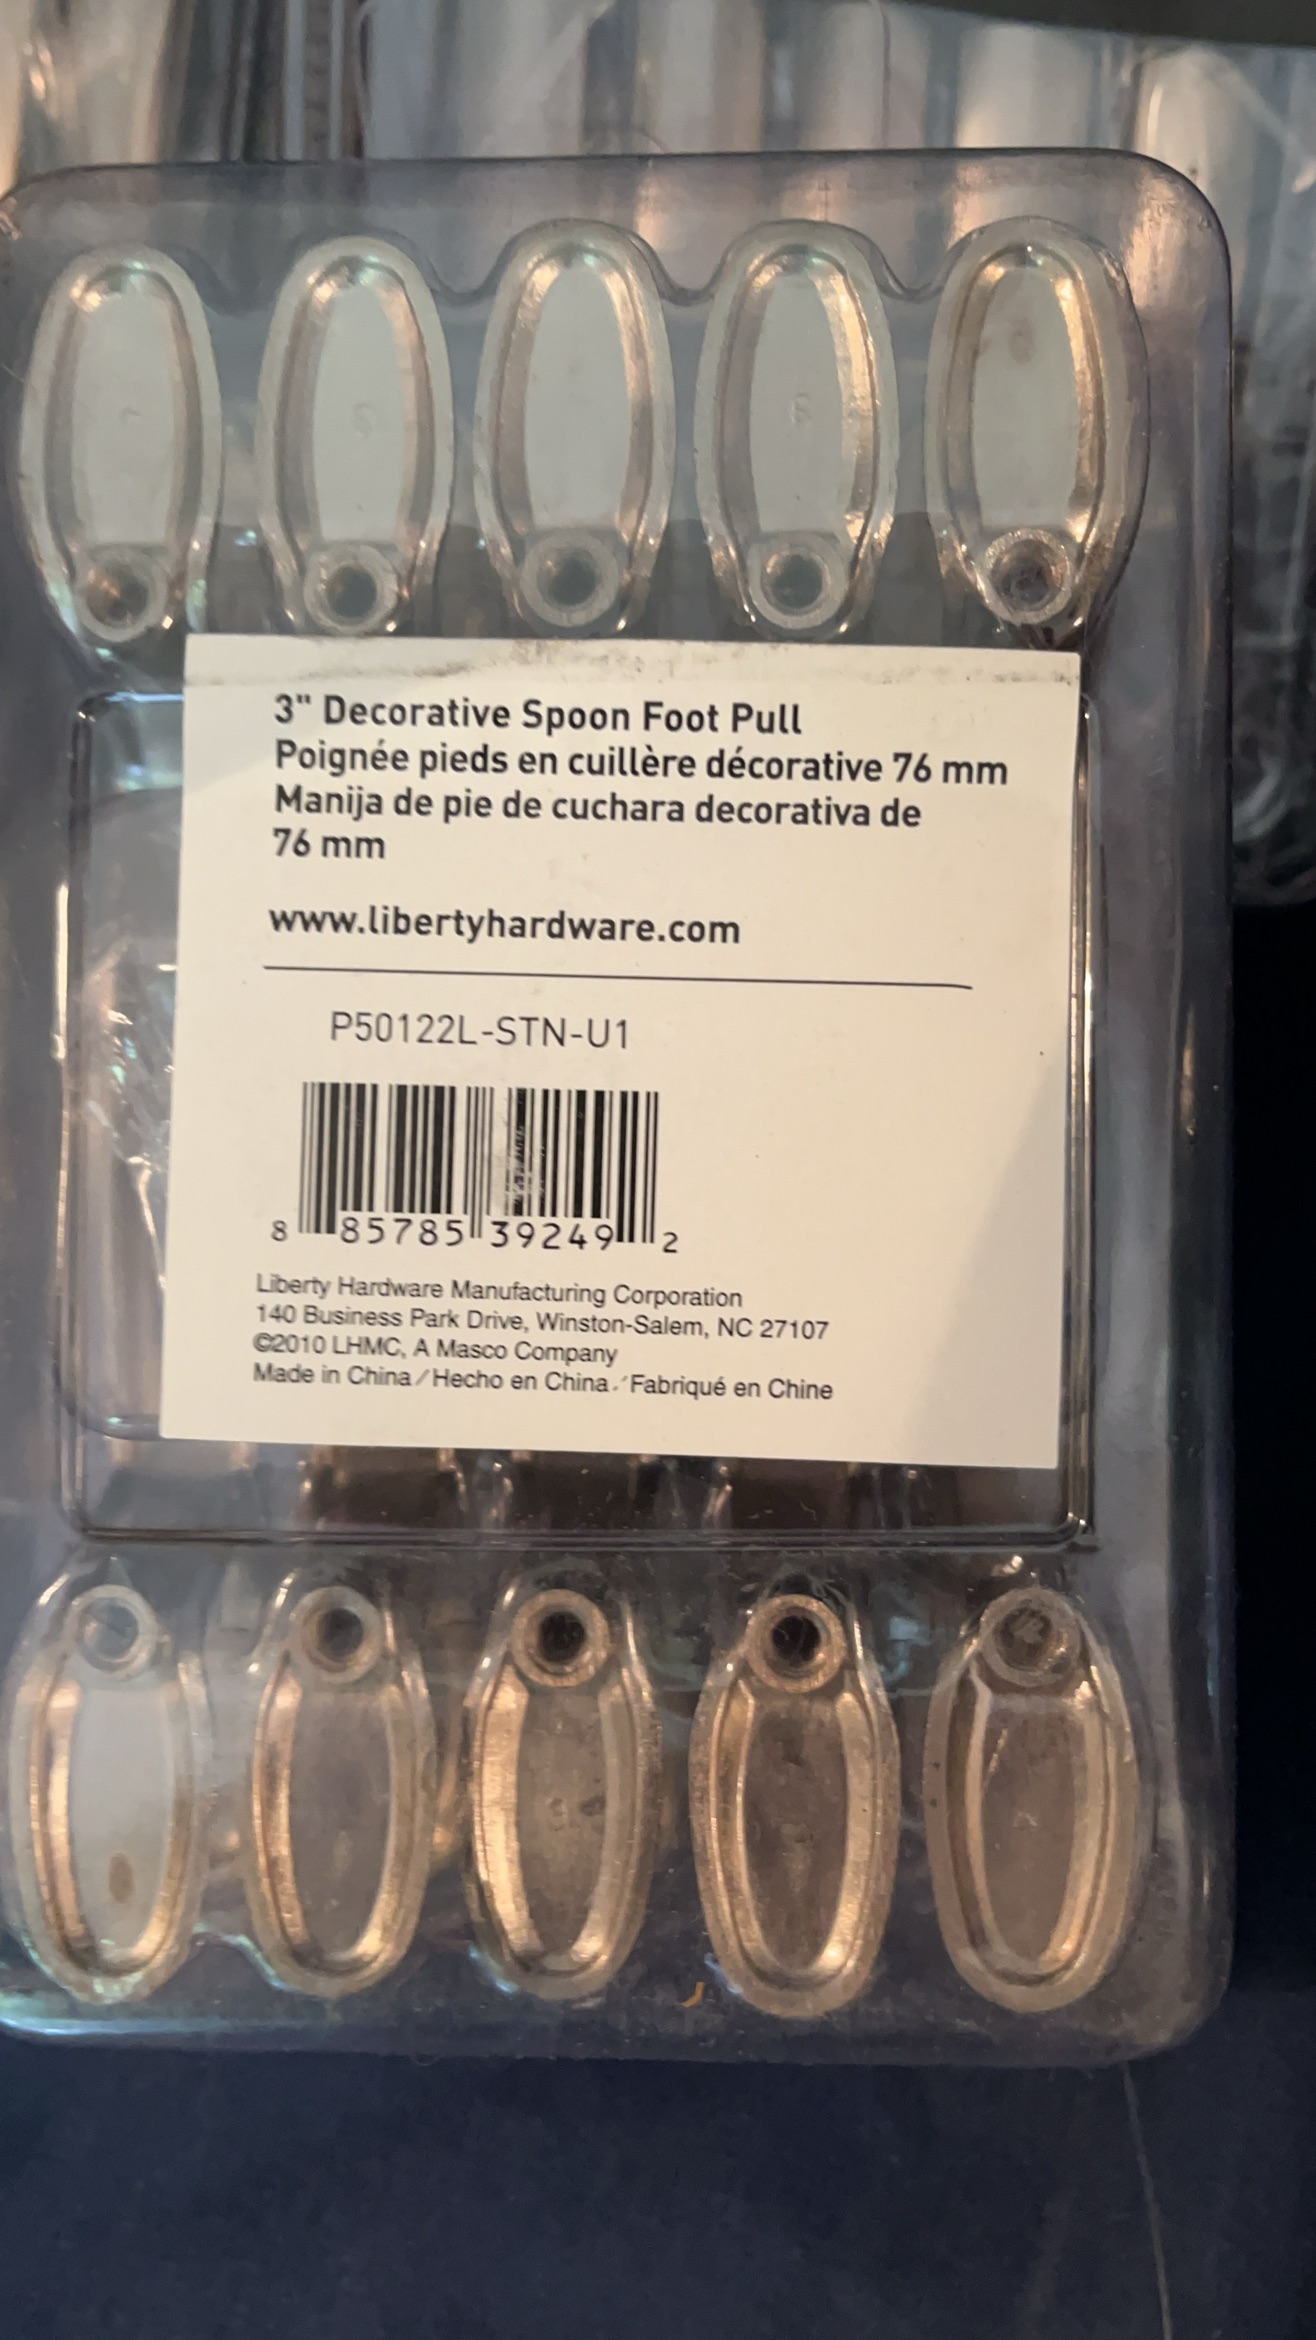 3" Decorative Spoon Foot Pull
Poignée pieds en cuillère décorative 76 mm
Manija de pie de cuchara decorativa de
76 mm
www.libertyhardware.com
P50122L-STN-U1
8 85785 39249 2
Liberty Hardware Manufacturing Corporation
140 Business Park Drive, Winston-Salem, NC 27107
©2010 LHMC, A Masco Company
Made in China/Hecho en China/Fabriqué en Chine